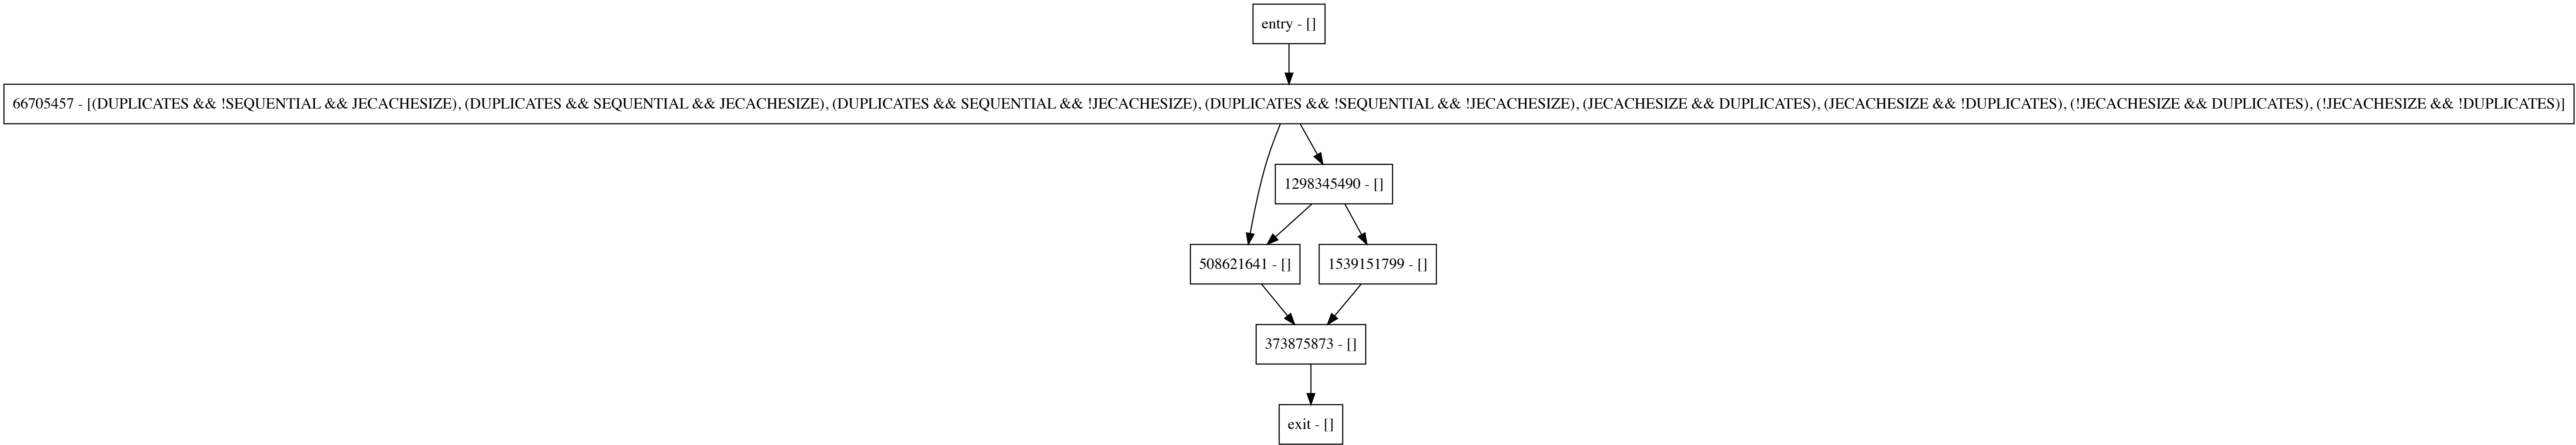 entry - []
66705457 - [(DUPLICATES && !SEQUENTIAL && JECACHESIZE), (DUPLICATES && SEQUENTIAL && JECACHESIZE), (DUPLICATES && SEQUENTIAL && !JECACHESIZE), (DUPLICATES && !SEQUENTIAL && !JECACHESIZE), (JECACHESIZE && DUPLICATES), (JECACHESIZE && !DUPLICATES), (!JECACHESIZE && DUPLICATES), (!JECACHESIZE && !DUPLICATES)]
1298345490 - []
508621641 - []
1539151799 - []
373875873 - []
exit - []